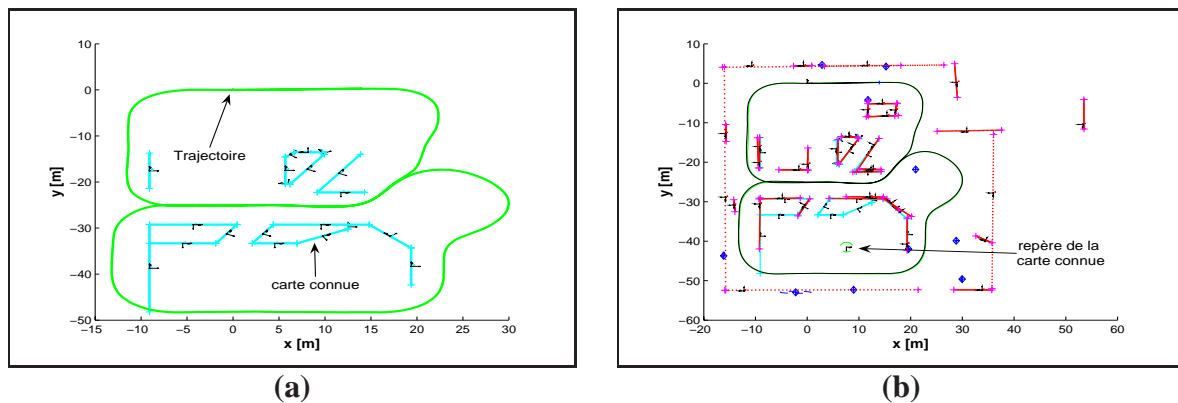 10
0
−10
−20
−30
−40
−50
y [m]
−15 −10 −5 0 5 10 15 20 25 30
x [m]
Trajectoire
carte connue
(a)
10
0
−10
−20
−30
−40
−50
−60
y [m]
−20 −10 0 10 20 30 40 50 60
x [m]
repère de la
carte connue
(b)